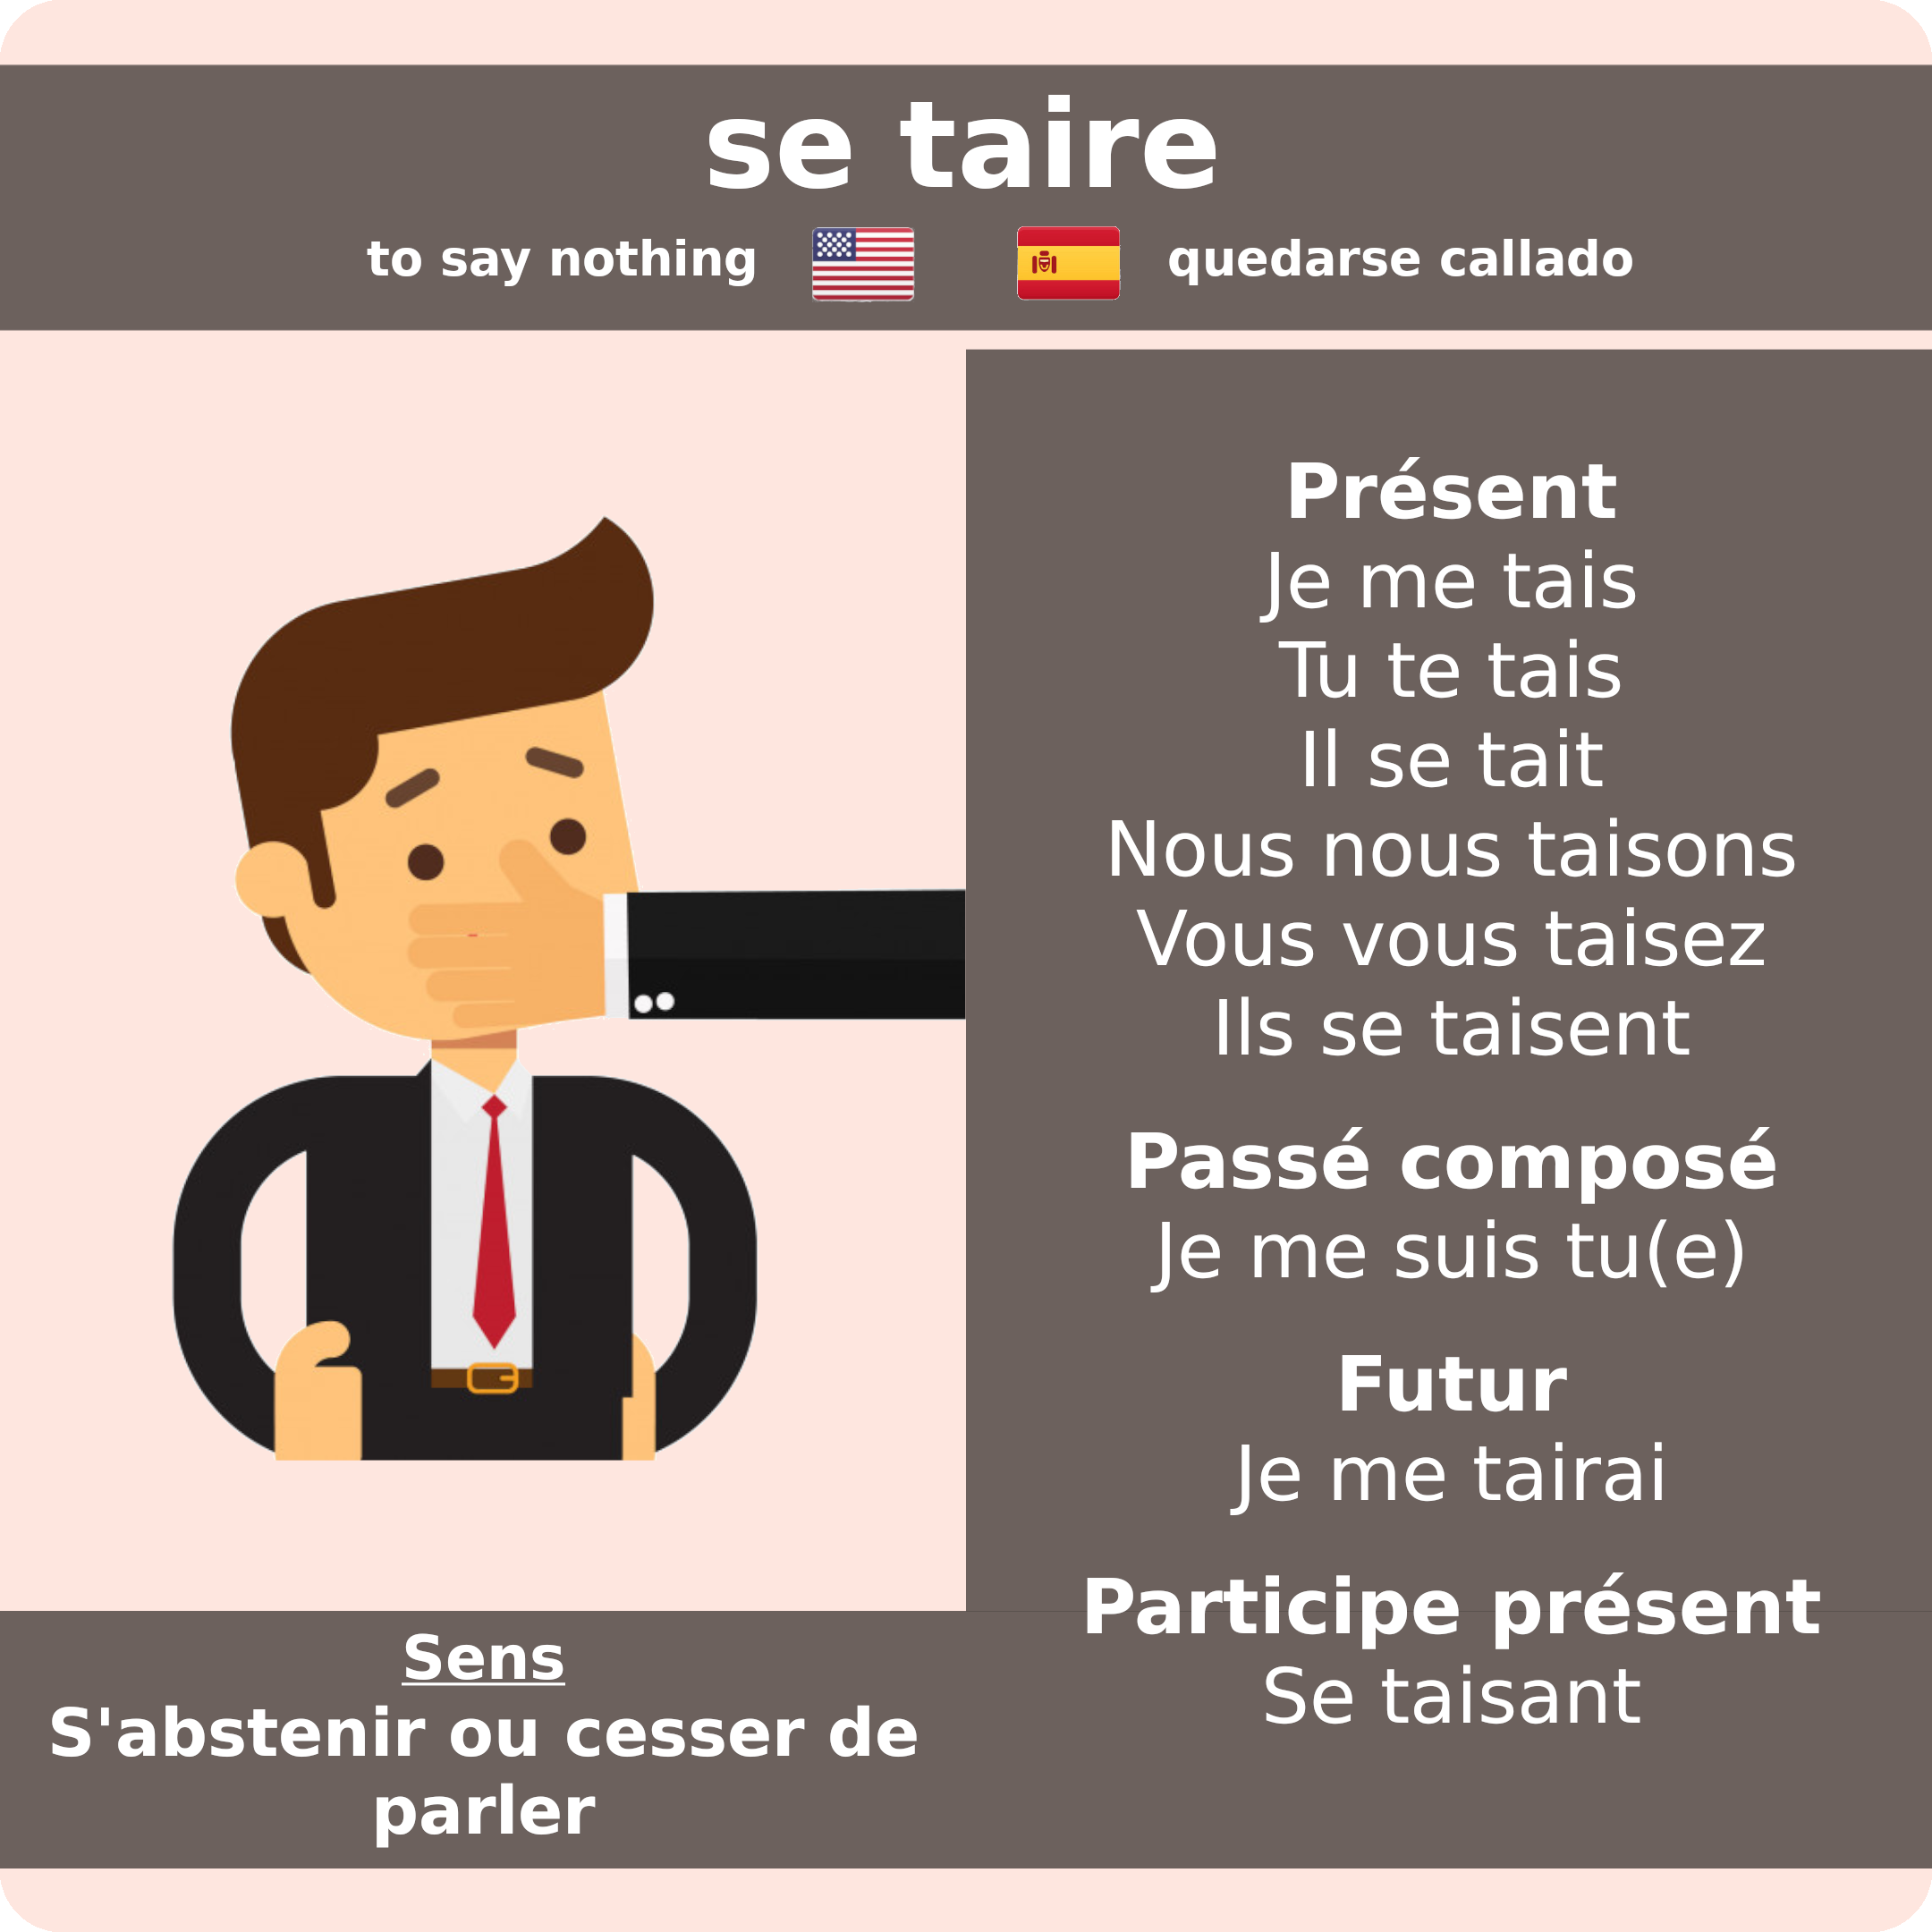 se taire
to say nothing
quedarse callado
Présent
Je me tais
Tu te tais
Il se tait
Nous nous taisons
Vous vous taisez
Ils se taisent
Passé composé
Je me suis tu(e)
Futur
Je me tairai
Participe présent
Se taisant
Sens
S'abstenir ou cesser de
parler